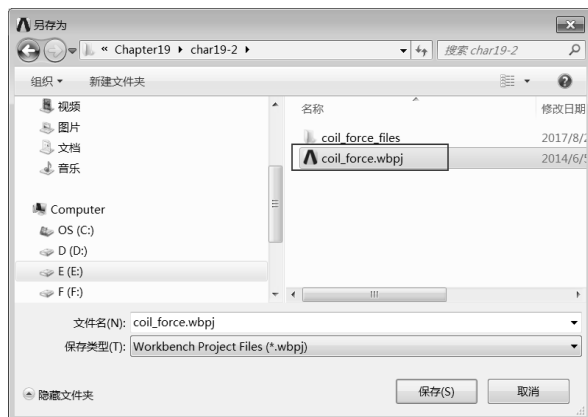 另存为
« Chapter19 ▸ char19-2 ▸
搜索 char19-2
组织 新建文件夹
视频
图片
文档
音乐
Computer
OS (C:)
D (D:)
E (E:)
F (F:)
名称 修改日期
coil_force_files 2017/8/2
coil_force.wbpj 2014/6/5
文件名(N): coil_force.wbpj
保存类型(T): Workbench Project Files (*.wbpj)
隐藏文件夹 保存(S) 取消